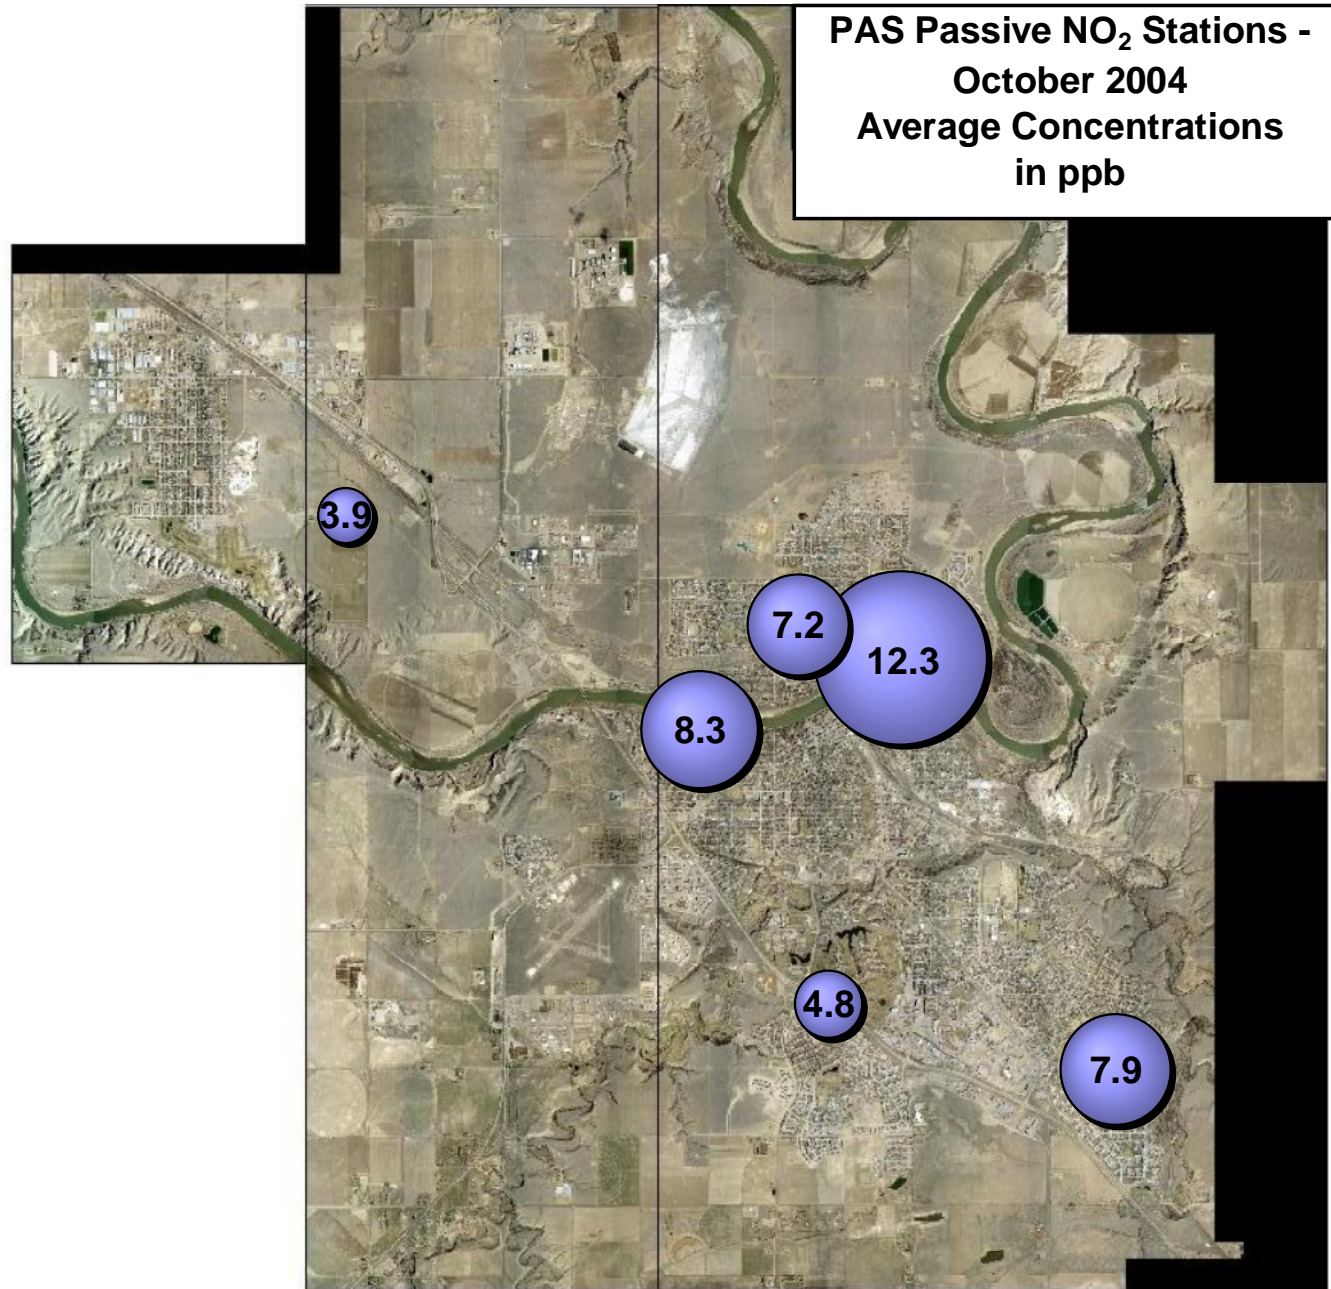 PAS Passive NO₂ Stations -
October 2004
Average Concentrations
in ppb
3.9
7.2
12.3
8.3
4.8
7.9